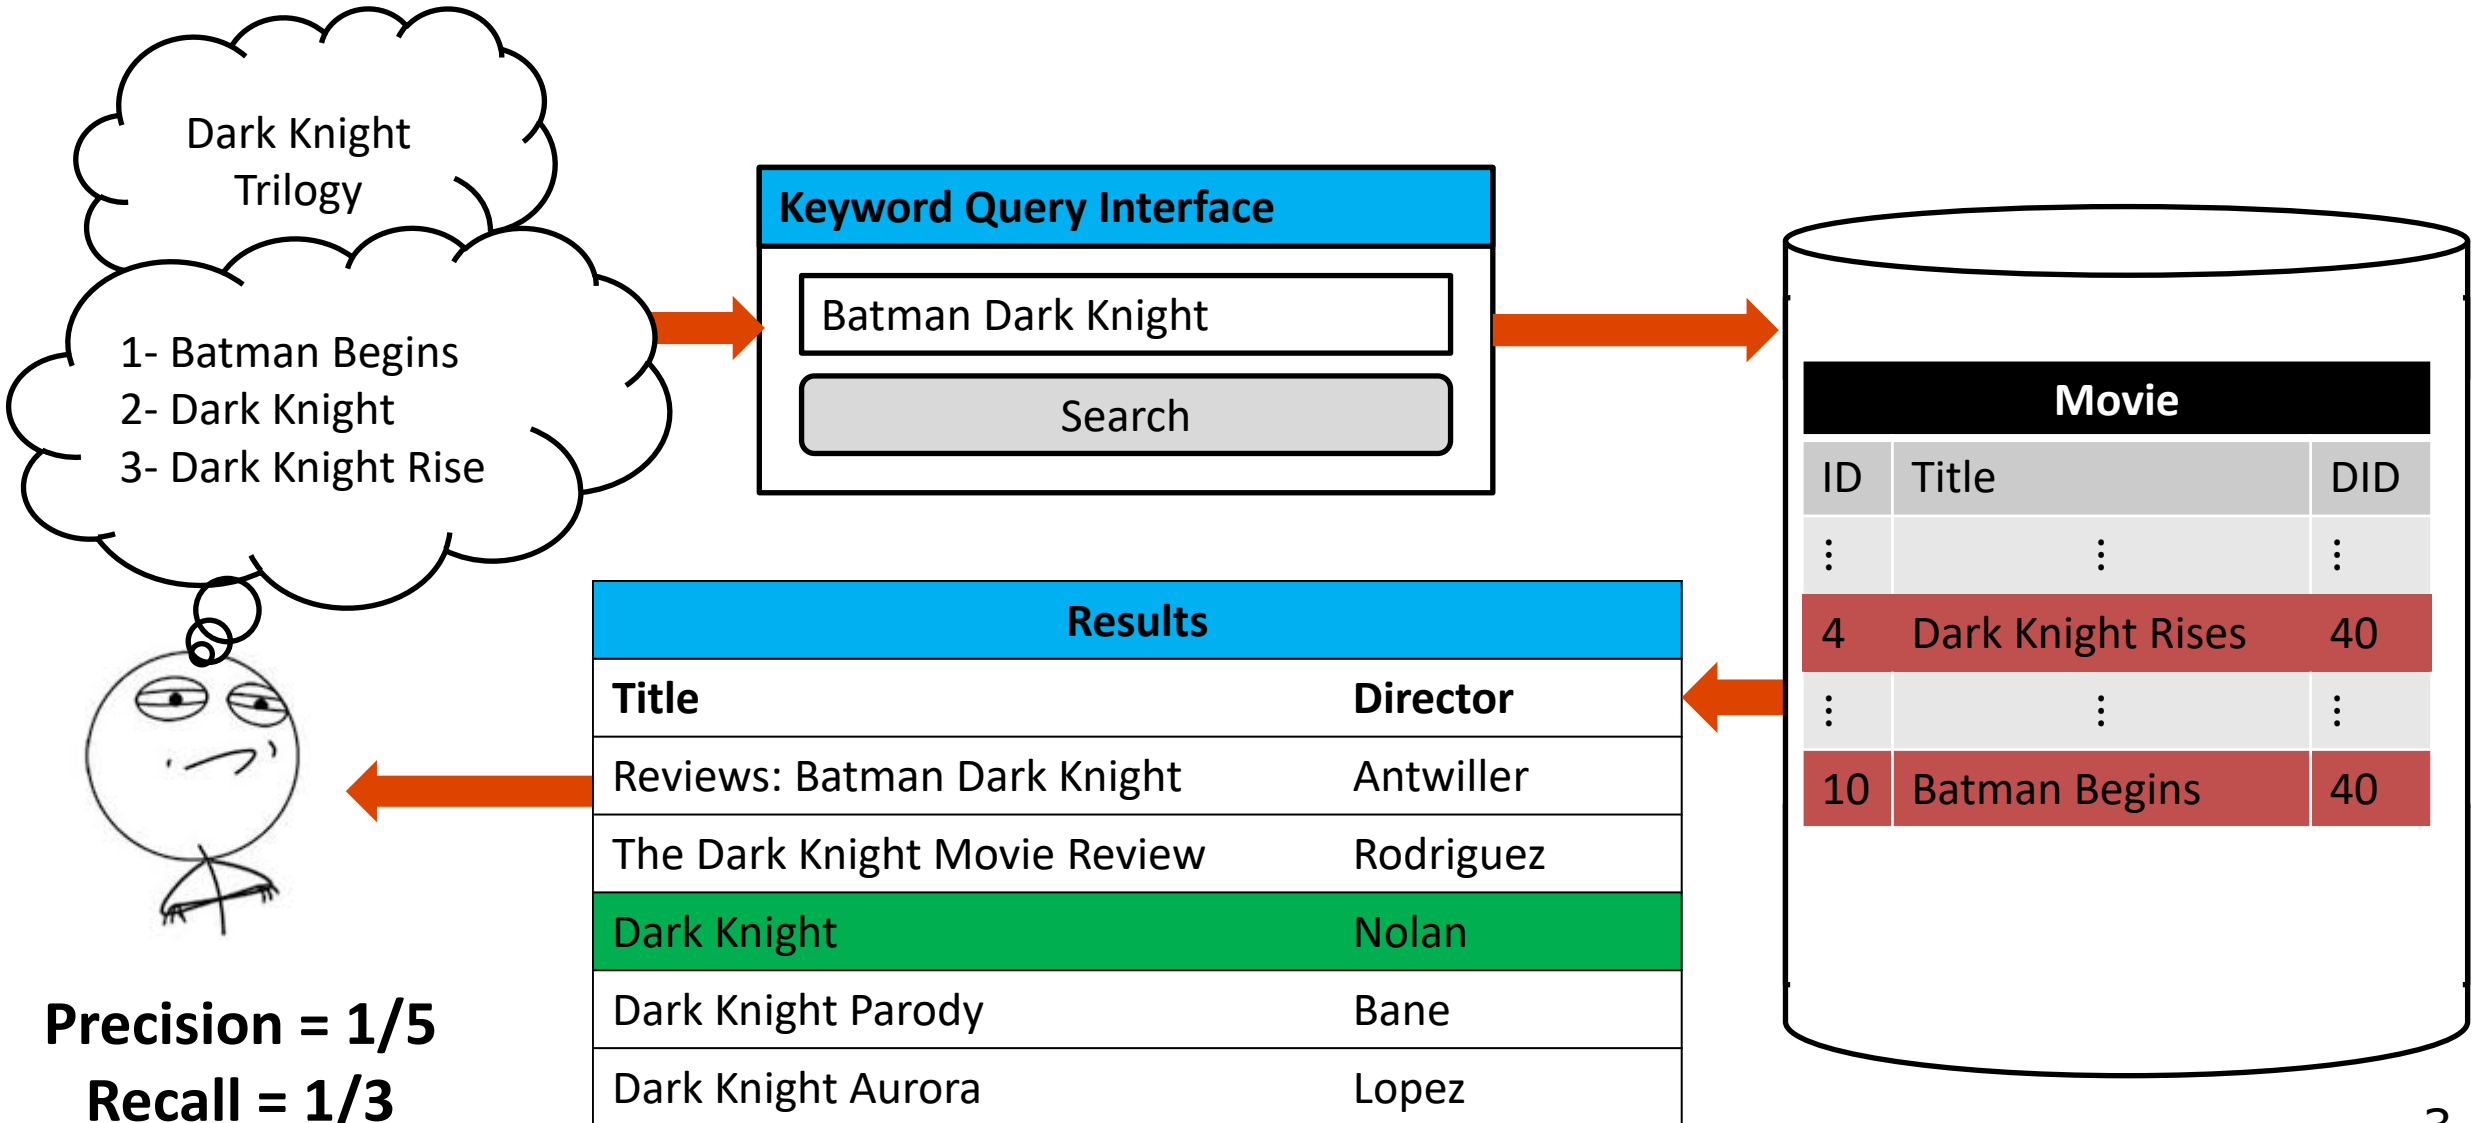 Dark Knight
Trilogy
1- Batman Begins
2- Dark Knight
3- Dark Knight Rise
Keyword Query Interface
Batman Dark Knight
Search
Movie
ID Title DID
⋮ ⋮ ⋮
4 Dark Knight Rises 40
⋮ ⋮ ⋮
10 Batman Begins 40
Results
Title Director
Reviews: Batman Dark Knight Antwiller
The Dark Knight Movie Review Rodriguez
Dark Knight Nolan
Dark Knight Parody Bane
Dark Knight Aurora Lopez
Precision = 1/5
Recall = 1/3